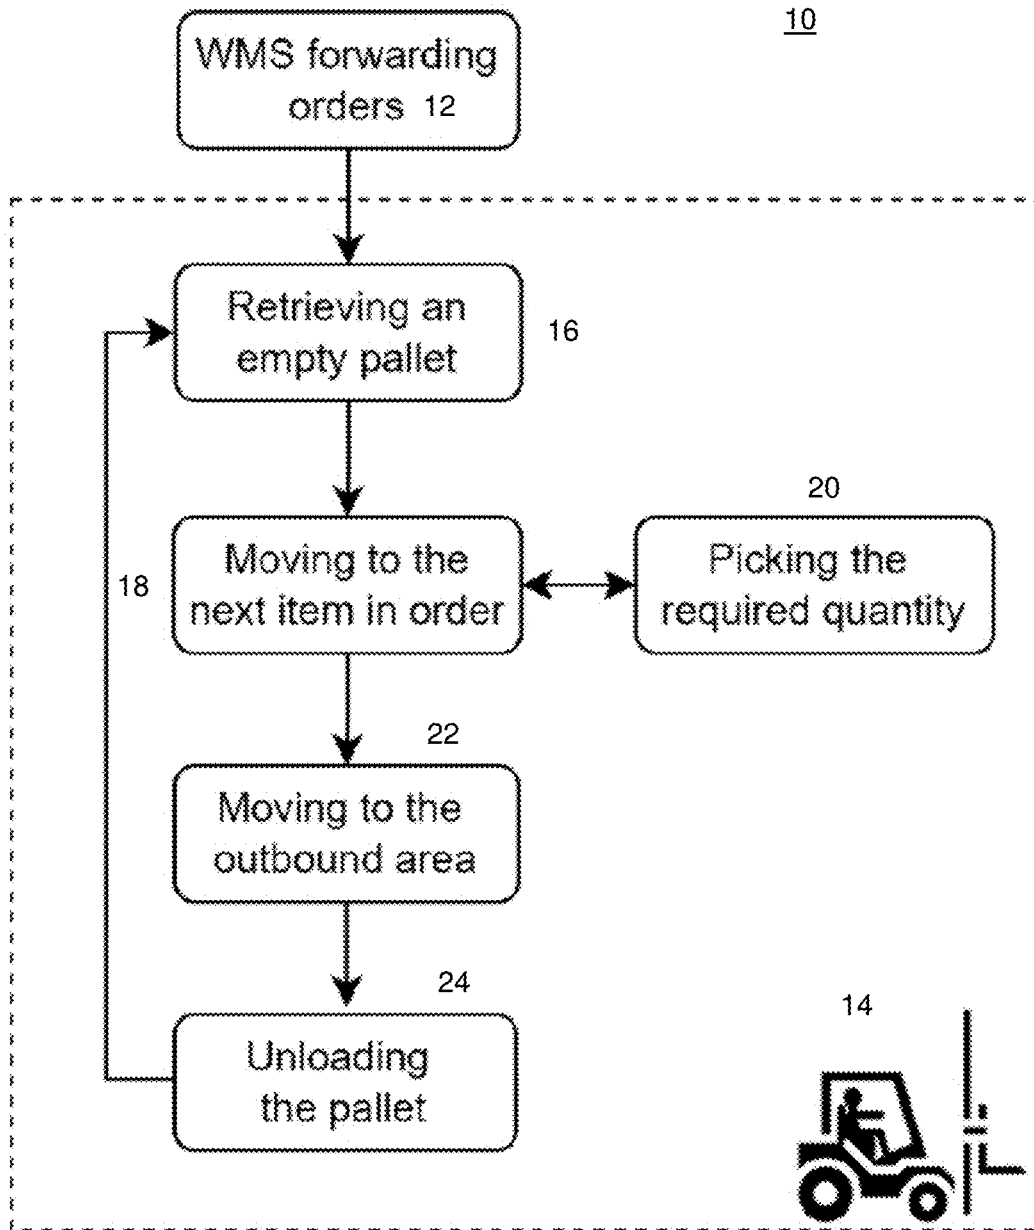 10
WMS forwarding
orders 12
Retrieving an
empty pallet
16
20
18
Moving to the
next item in order
Picking the
required quantity
22
Moving to the
outbound area
24
Unloading
the pallet
14